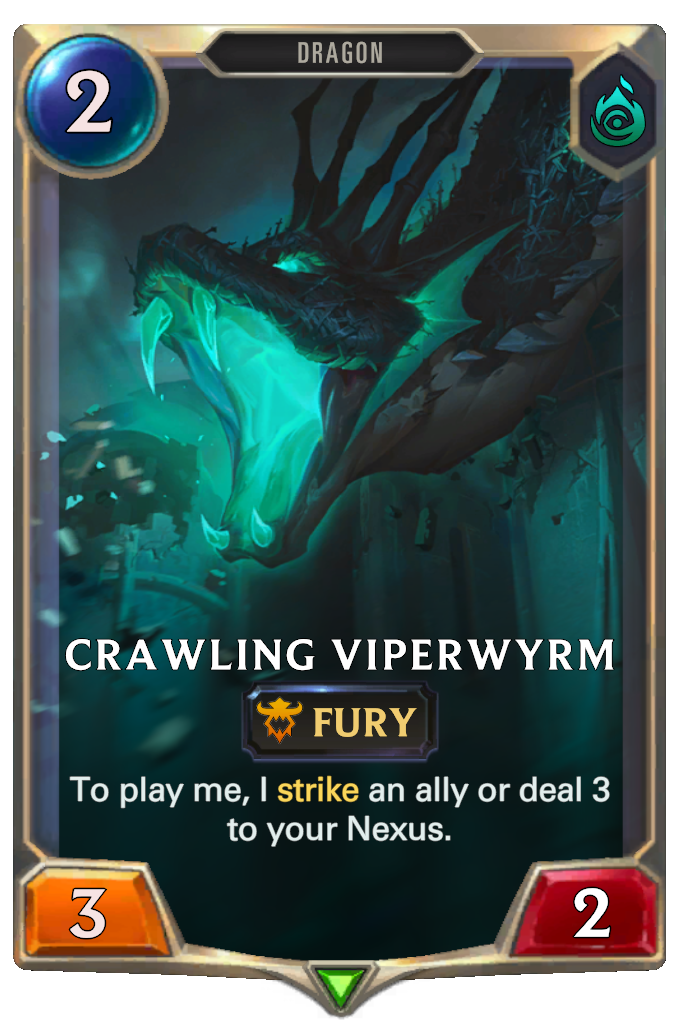 DRAGON
2
CRAWLING VIPERWYRM
FURY
To play me, I strike an ally or deal 3
to your Nexus.
3
2